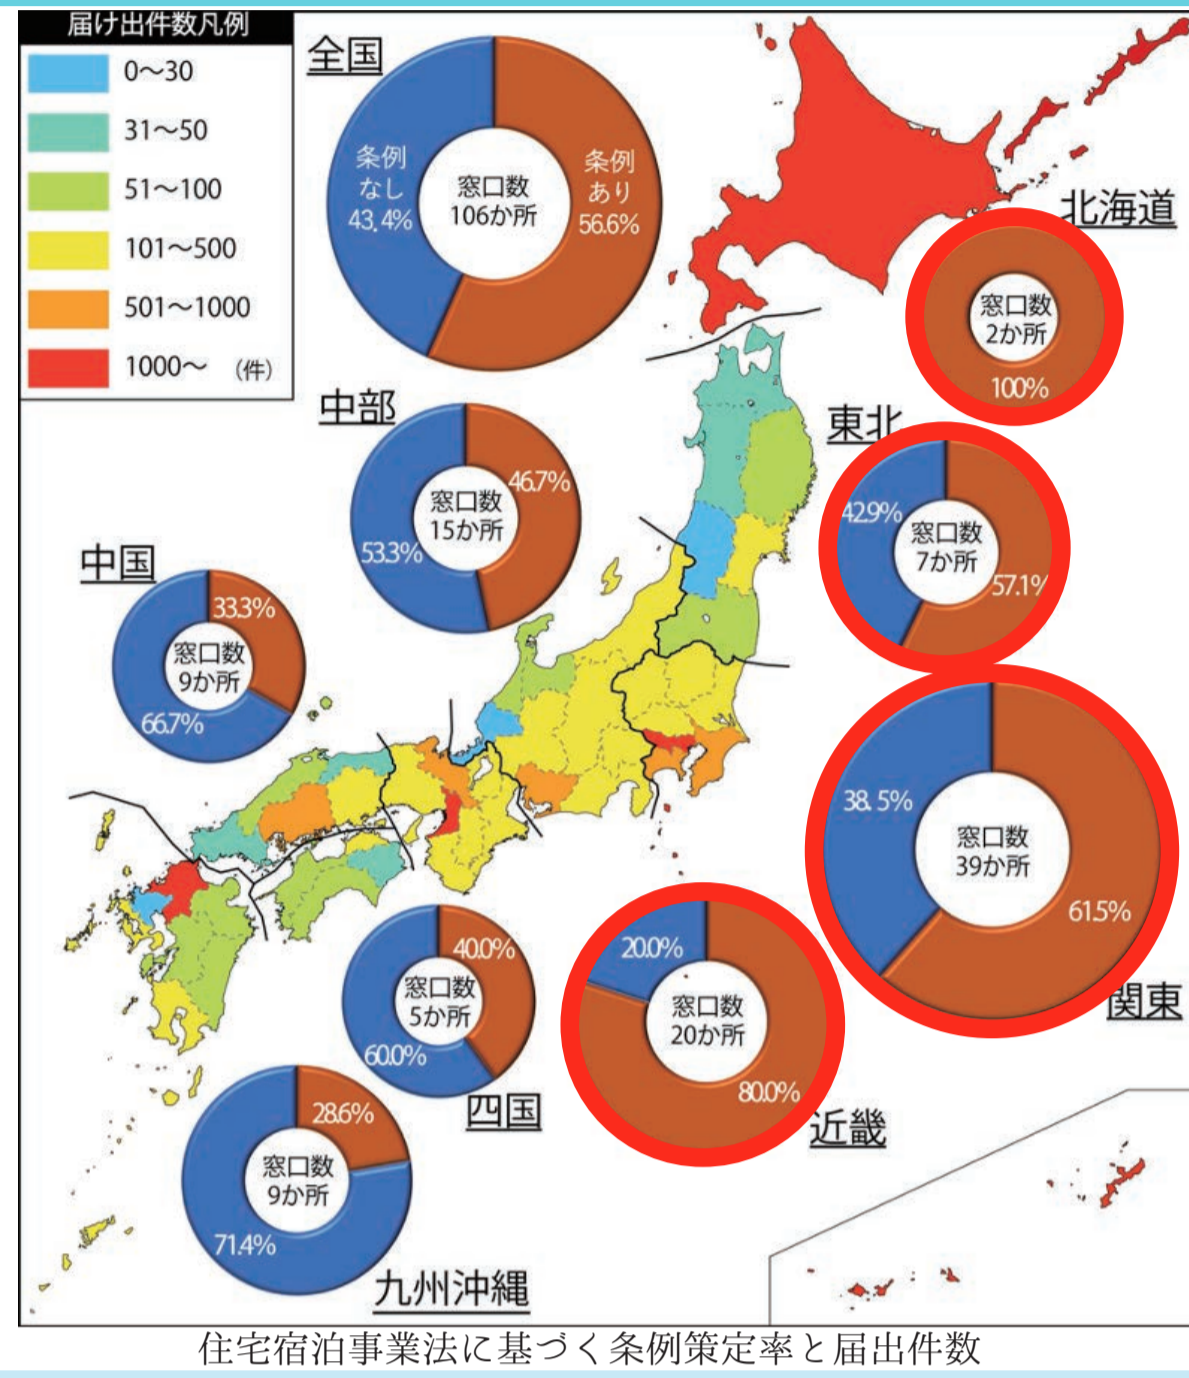 届け出件数凡例
0～30
31～50
51～100
101～500
501～1000
1000～ （件）
全国
条例
なし
43.4%
窓口数
106か所
条例
あり
56.6%
北海道
窓口数
2か所
100%
中部
46.7%
窓口数
15か所
53.3%
東北
42.9%
窓口数
7か所
57.1%
中国
33.3%
窓口数
9か所
66.7%
38.5%
窓口数
39か所
61.5%
関東
40.0%
窓口数
5か所
60.0%
四国
20.0%
窓口数
20か所
80.0%
近畿
28.6%
窓口数
9か所
71.4%
九州沖縄
住宅宿泊事業法に基づく条例策定率と届出件数